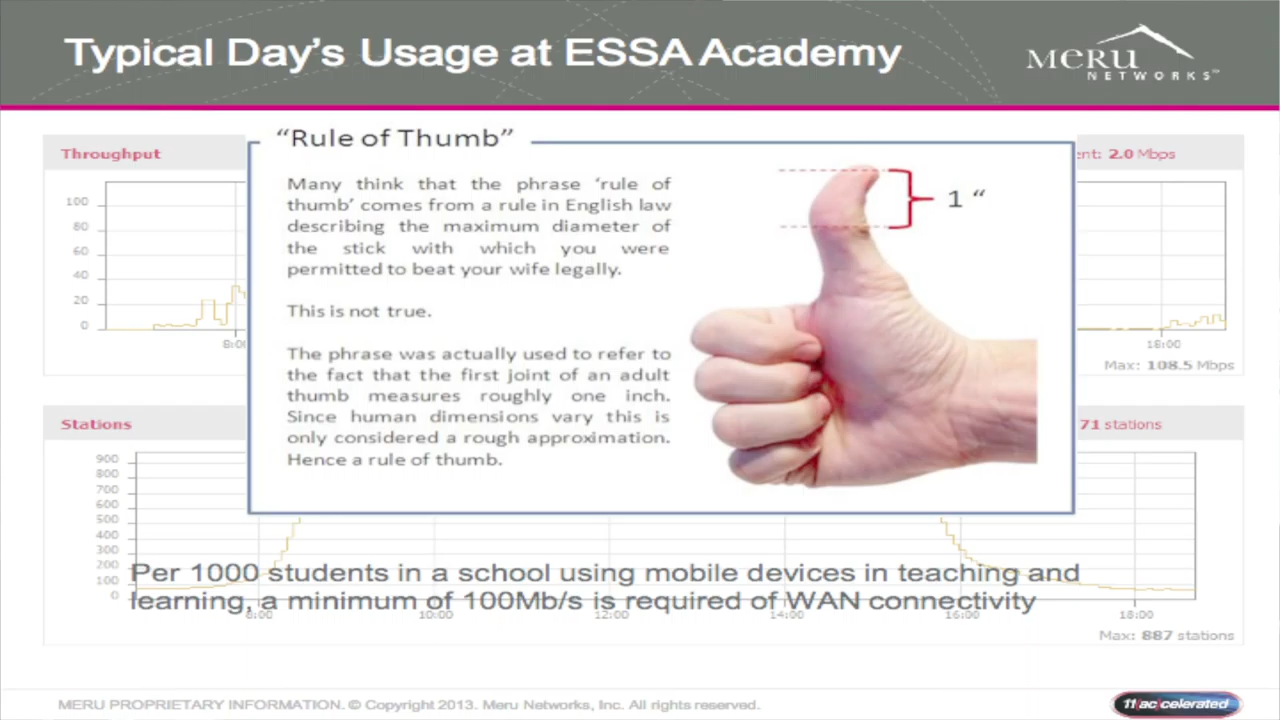 Typical Day's Usage at ESSA Academy
MERU
NETWORKS
Throughput
"Rule of Thumb"
2.0 Mbps
100
80
60
40
20
0
Many think that the phrase 'rule of
thumb' comes from a rule in English law
describing the maximum diameter of
the stick with which you were
permitted to beat your wife legally.
This is not true.
The phrase was actually used to refer to
the fact that the first joint of an adult
thumb measures roughly one inch.
Since human dimensions vary this is
only considered a rough approximation.
Hence a rule of thumb.
1 "
18:00
Max: 108.5 Mbps
Stations
71 stations
900
800
700
600
500
400
300
200
100
0
Per 1000 students in a school using mobile devices in teaching and
learning, a minimum of 100Mb/s is required of WAN connectivity
8:00
10:00
12:00
14:00
16:00
18:00
Max: 887 stations
MERU PROPRIETARY INFORMATION. © Copyright 2013. Meru Networks, Inc. All rights reserved.
11accelerated